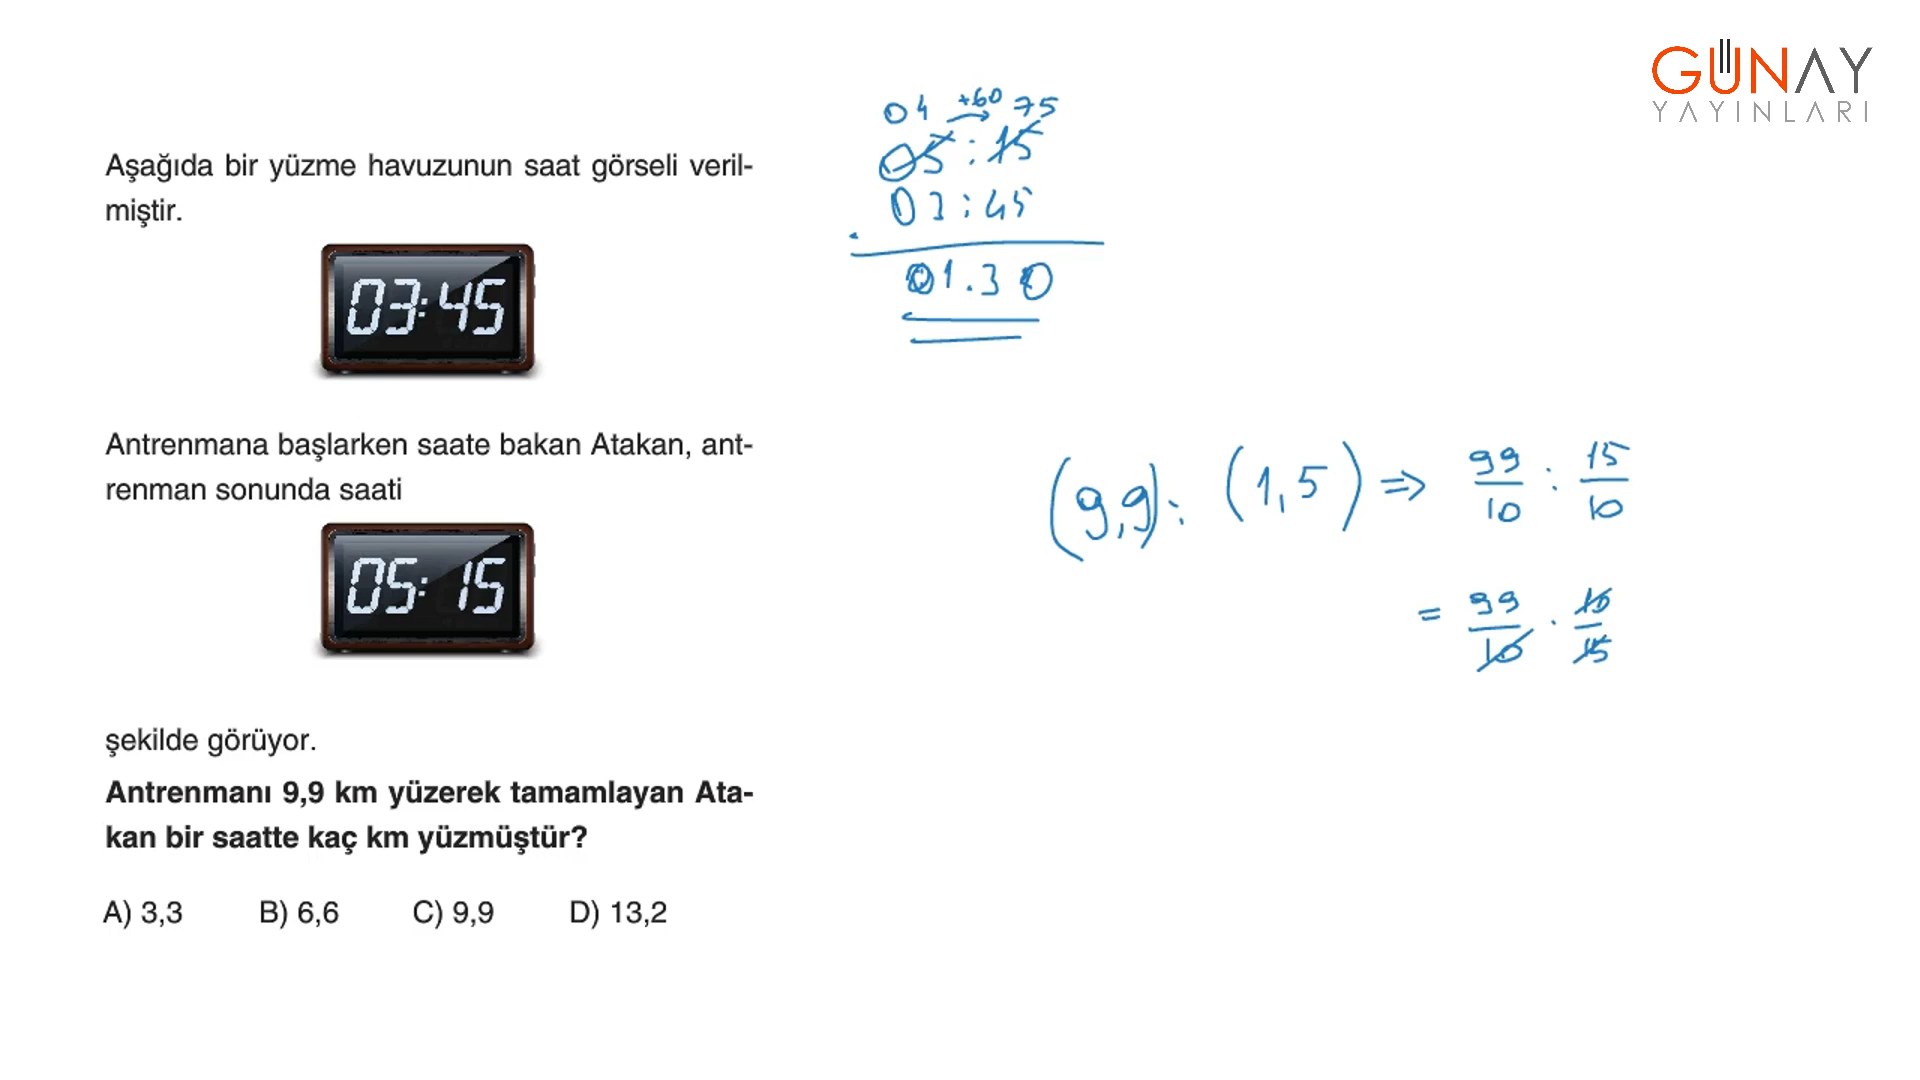 GÜNAY
YAYINLARI
Aşağıda bir yüzme havuzunun saat görseli veril-
miştir.
03:45
Antrenmana başlarken saate bakan Atakan, ant-
renman sonunda saati
05:15
şekilde görüyor.
Antrenmanı 9,9 km yüzerek tamamlayan Ata-
kan bir saatte kaç km yüzmüştür?
A) 3,3 B) 6,6 C) 9,9 D) 13,2
04 +60 75
05:15
03:45
01.30
(9,9) : (1,5) ⇒ 99/10 : 15/10
= 99/10 . 10/15